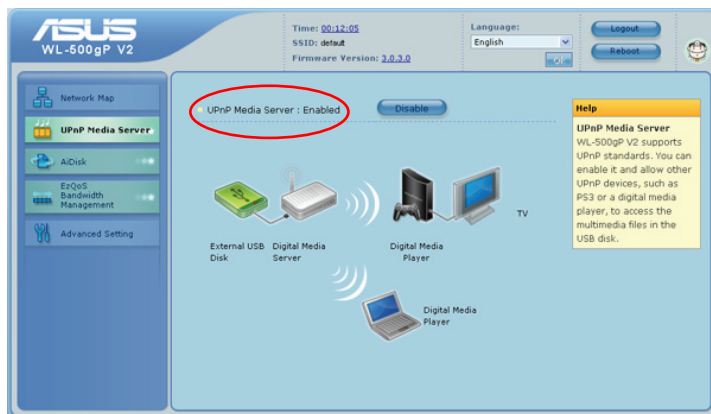 ASUS
WL-500gP V2
Time: 00:12:05
SSID: default
Firmware Version: 3.0.3.0
Language:
English
OK
Logout
Reboot
Network Map
UPnP Media Server
AiDisk
EzQoS
Bandwidth
Management
Advanced Setting
UPnP Media Server : Enabled
Disable
External USB
Disk
Digital Media
Server
Digital Media
Player
TV
Digital Media
Player
Help
UPnP Media Server
WL-500gP V2 supports
UPnP standards. You can
enable it and allow other
UPnP devices, such as
PS3 or a digital media
player, to access the
multimedia files in the
USB disk.